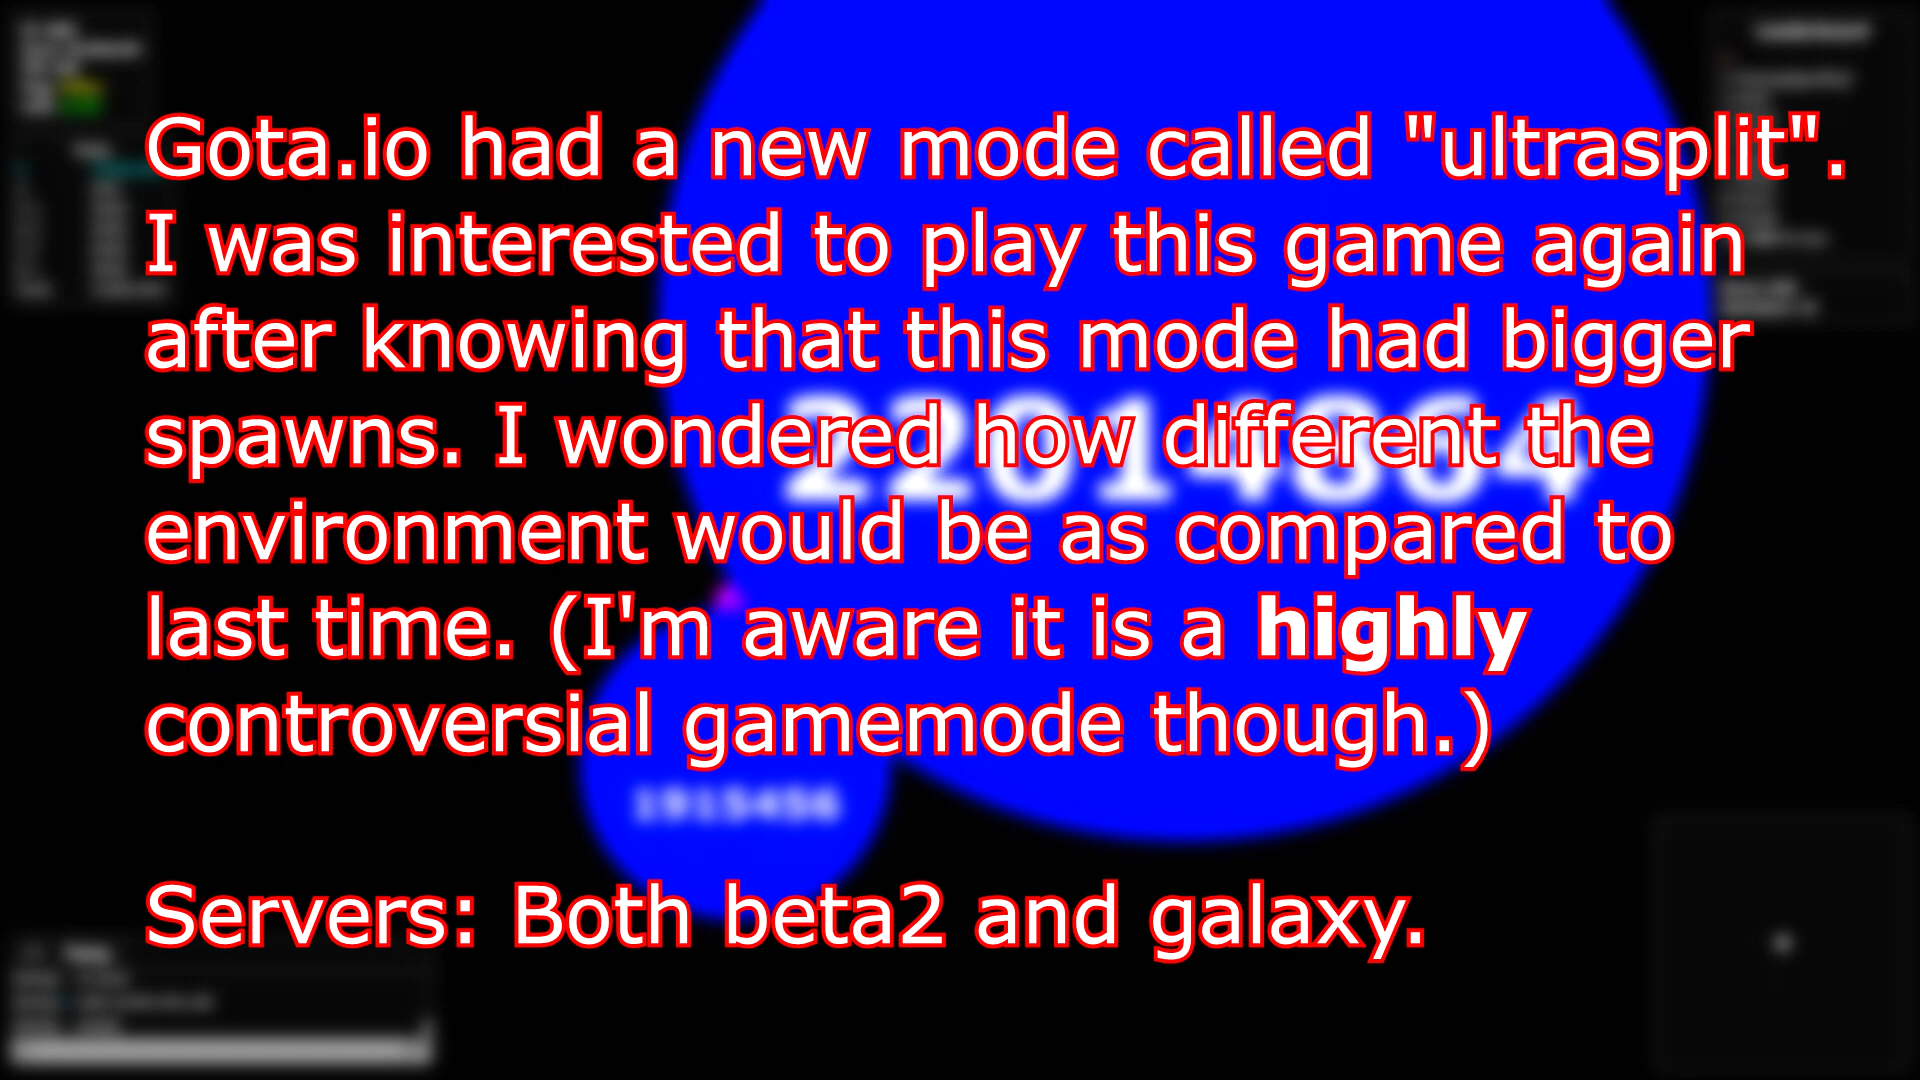 Gota.io had a new mode called "ultrasplit".
I was interested to play this game again
after knowing that this mode had bigger
spawns. I wondered how different the
environment would be as compared to
last time. (I'm aware it is a highly
controversial gamemode though.)
1915456
Servers: Both beta2 and galaxy.